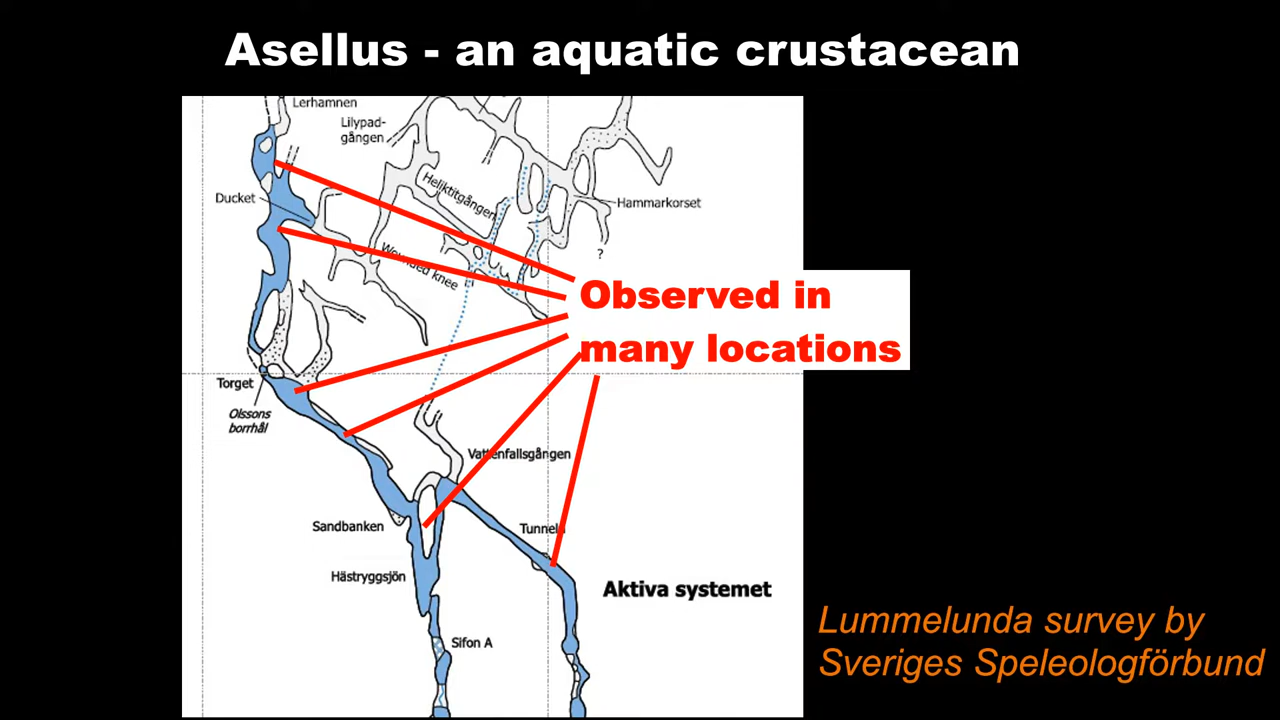 Asellus - an aquatic crustacean
Lerhamnen
Lilypad-
gången
Ducket
Heliktitgången
Hammarkorset
?
Wounded knee
Observed in
many locations
Torget
Olssons
borrhål
Vattenfallsgången
Sandbanken
Tunneln
Hästryggsjön
Aktiva systemet
Sifon A
Lummelunda survey by
Sveriges Speleologförbund